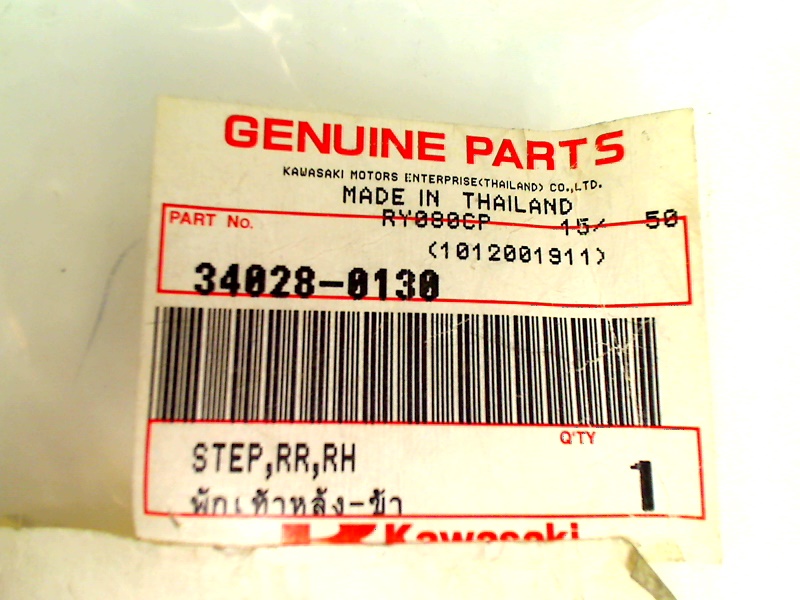 GENUINE PARTS
KAWASAKI MOTORS ENTERPRISE(THAILAND) CO.,LTD.
MADE IN THAILAND
PART No. RY080CP 15/ 50
(1012001911)
34028-0130
Q'TY
STEP,RR,RH 1
พักเท้าหลัง-ข้า
Kawasaki